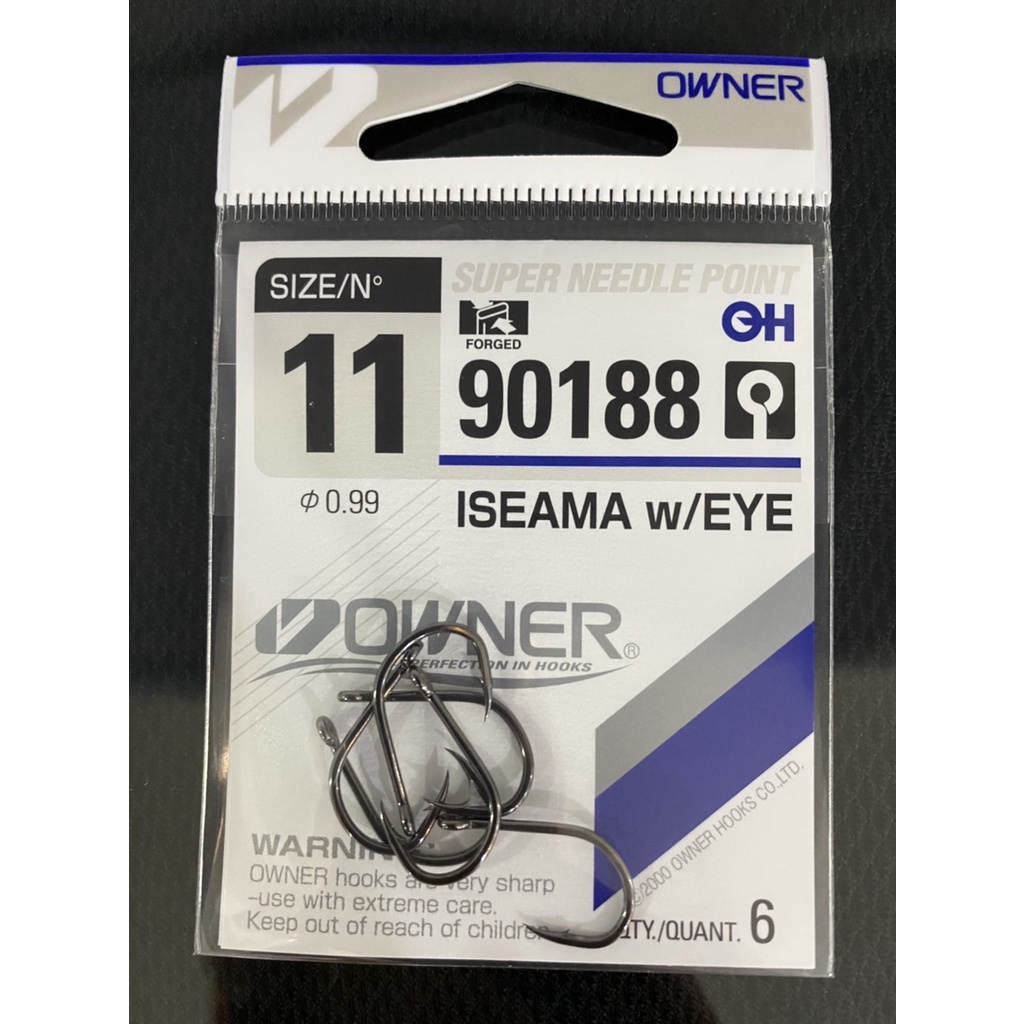 OWNER
SIZE/N°
SUPER NEEDLE POINT
FORGED
OH
11
90188
φ 0.99
ISEAMA w/EYE
OWNER®
PERFECTION IN HOOKS
WARNING:
OWNER hooks are very sharp
-use with extreme care.
Keep out of reach of children.
©2000 OWNER HOOKS CO.,LTD.
QTY./QUANT. 6